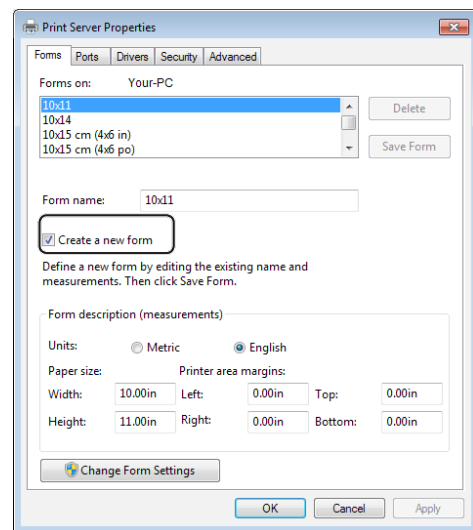 Print Server Properties
Forms Ports Drivers Security Advanced
Forms on: Your-PC
10x11
10x14
10x15 cm (4x6 in)
10x15 cm (4x6 po)
Delete
Save Form
Form name: 10x11
Create a new form
Define a new form by editing the existing name and
measurements. Then click Save Form.
Form description (measurements)
Units: Metric English
Paper size: Printer area margins:
Width: 10.00in Left: 0.00in Top: 0.00in
Height: 11.00in Right: 0.00in Bottom: 0.00in
Change Form Settings
OK Cancel Apply